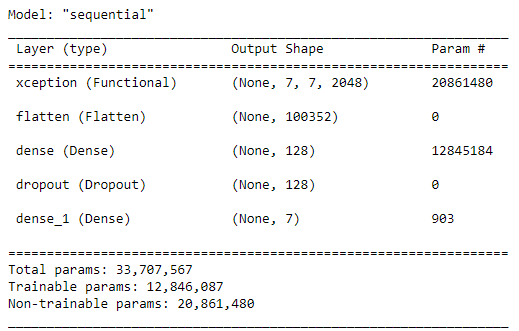 Model: "sequential"
_________________________________________________________________
Layer (type) Output Shape Param #
=================================================================
xception (Functional) (None, 7, 7, 2048) 20861480
flatten (Flatten) (None, 100352) 0
dense (Dense) (None, 128) 12845184
dropout (Dropout) (None, 128) 0
dense_1 (Dense) (None, 7) 903
=================================================================
Total params: 33,707,567
Trainable params: 12,846,087
Non-trainable params: 20,861,480
_________________________________________________________________